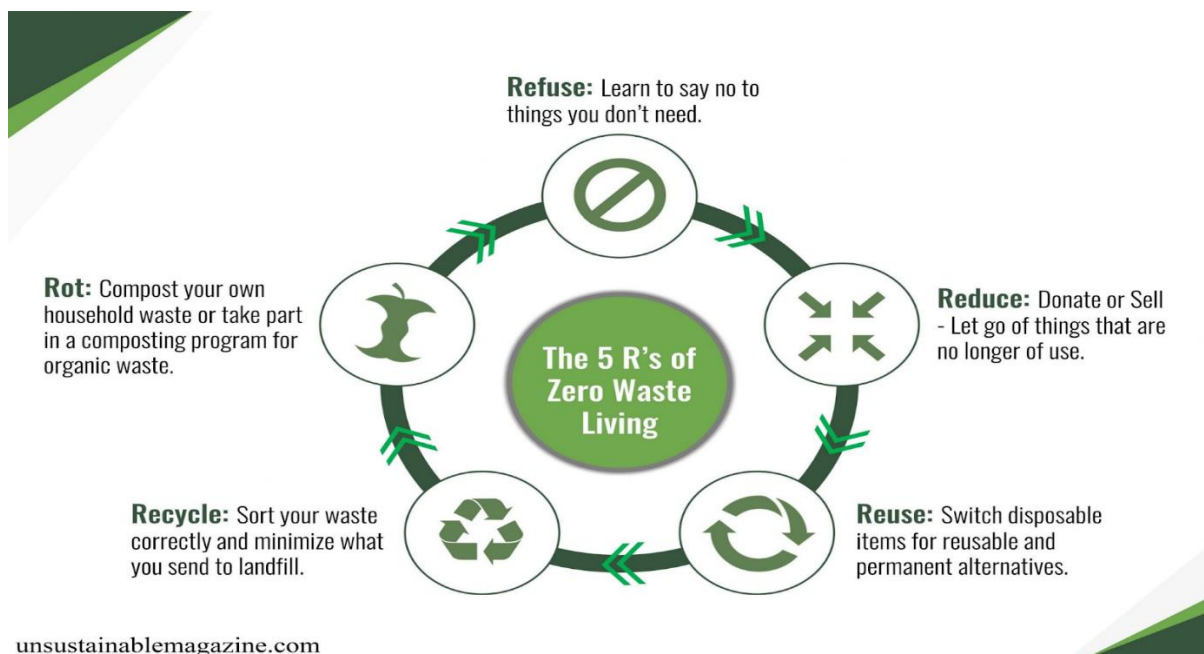 Refuse: Learn to say no to
things you don't need.
Reduce: Donate or Sell
- Let go of things that are
no longer of use.
Reuse: Switch disposable
items for reusable and
permanent alternatives.
Recycle: Sort your waste
correctly and minimize what
you send to landfill.
Rot: Compost your own
household waste or take part
in a composting program for
organic waste.
The 5 R's of
Zero Waste
Living
unsustainablemagazine.com